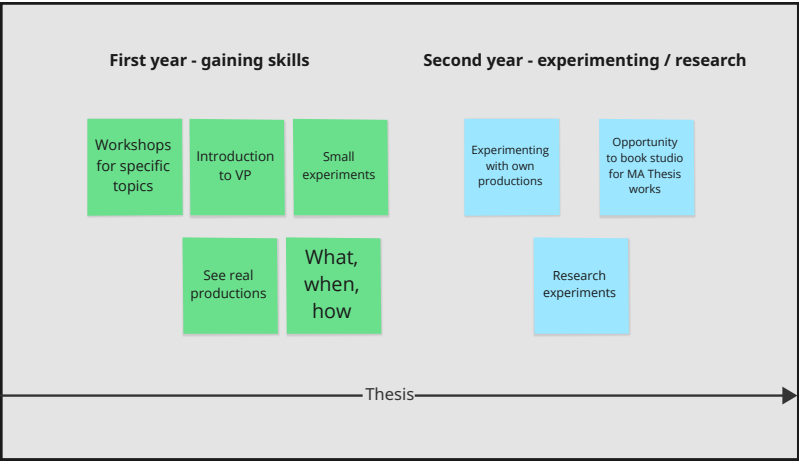 First year - gaining skills
Second year - experimenting / research
Workshops
for specific
topics
Introduction
to VP
Small
experiments
Experimenting
with own
productions
Opportunity
to book studio
for MA Thesis
works
See real
productions
What,
when,
how
Research
experiments
Thesis